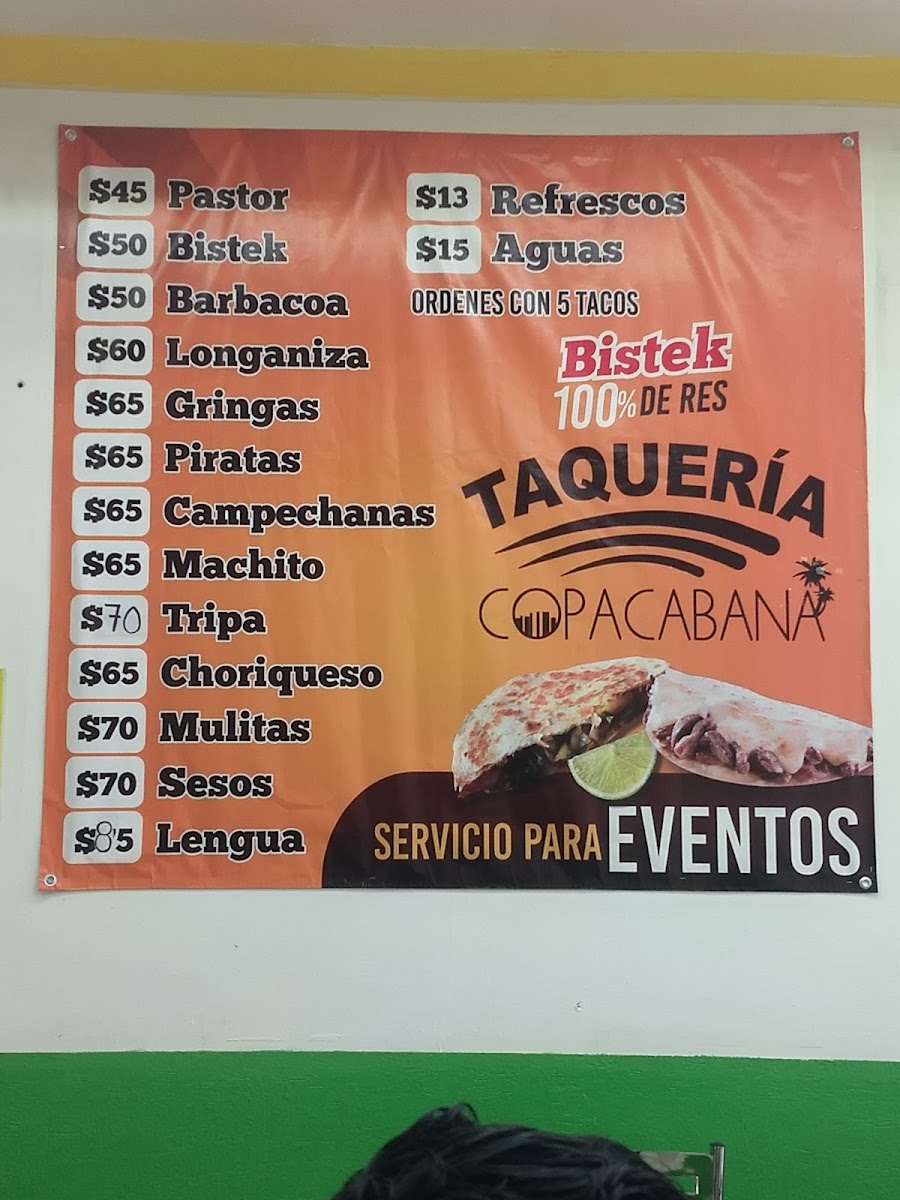 $45 Pastor
$50 Bistek
$50 Barbacoa
$60 Longaniza
$65 Gringas
$65 Piratas
$65 Campechanas
$65 Machito
$70 Tripa
$65 Choriqueso
$70 Mulitas
$70 Sesos
$85 Lengua
$13 Refrescos
$15 Aguas
ORDENES CON 5 TACOS
Bistek
100% DE RES
TAQUERÍA
COPACABANA
SERVICIO PARA EVENTOS